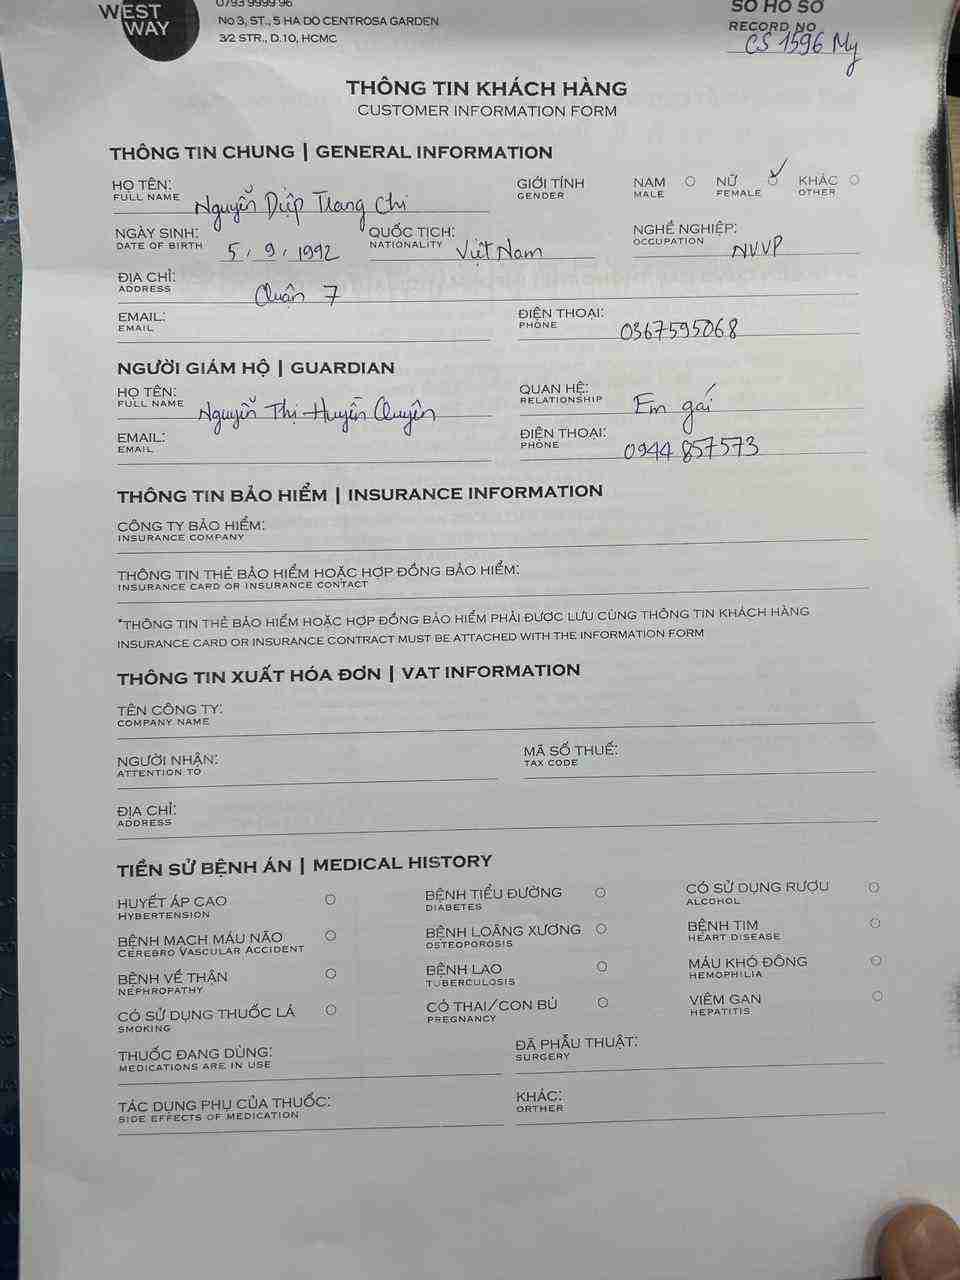 WEST WAY
0793 9999 96
NO 3, ST., 5 HA DO CENTROSA GARDEN
3/2 STR., D.10, HCMC
SỐ HỒ SƠ
RECORD NO
CS 1596 My
THÔNG TIN KHÁCH HÀNG
CUSTOMER INFORMATION FORM
THÔNG TIN CHUNG | GENERAL INFORMATION
HỌ TÊN: Nguyễn Diệp Trang Chi GIỚI TÍNH NAM NỮ KHÁC
FULL NAME GENDER MALE FEMALE OTHER
NGÀY SINH: 5, 9, 1992 QUỐC TỊCH: Việt Nam NGHỀ NGHIỆP: NVVP
DATE OF BIRTH NATIONALITY OCCUPATION
ĐỊA CHỈ: Quận 7
ADDRESS
EMAIL: ĐIỆN THOẠI: 0367595068
EMAIL PHONE
NGƯỜI GIÁM HỘ | GUARDIAN
HỌ TÊN: Nguyễn Thị Huyền Quyên QUAN HỆ: Em gái
FULL NAME RELATIONSHIP
EMAIL: ĐIỆN THOẠI: 0944 857573
EMAIL PHONE
THÔNG TIN BẢO HIỂM | INSURANCE INFORMATION
CÔNG TY BẢO HIỂM:
INSURANCE COMPANY
THÔNG TIN THẺ BẢO HIỂM HOẶC HỢP ĐỒNG BẢO HIỂM:
INSURANCE CARD OR INSURANCE CONTACT
*THÔNG TIN THẺ BẢO HIỂM HOẶC HỢP ĐỒNG BẢO HIỂM PHẢI ĐƯỢC LƯU CÙNG THÔNG TIN KHÁCH HÀNG
INSURANCE CARD OR INSURANCE CONTRACT MUST BE ATTACHED WITH THE INFORMATION FORM
THÔNG TIN XUẤT HÓA ĐƠN | VAT INFORMATION
TÊN CÔNG TY:
COMPANY NAME
NGƯỜI NHẬN: MÃ SỐ THUẾ:
ATTENTION TO TAX CODE
ĐỊA CHỈ:
ADDRESS
TIỀN SỬ BỆNH ÁN | MEDICAL HISTORY
HUYẾT ÁP CAO BỆNH TIỂU ĐƯỜNG CÓ SỬ DỤNG RƯỢU
HYBERTENSION DIABETES ALCOHOL
BỆNH MẠCH MÁU NÃO BỆNH LOÃNG XƯƠNG BỆNH TIM
CEREBRO VASCULAR ACCIDENT OSTEOPOROSIS HEART DISEASE
BỆNH VỀ THẬN BỆNH LAO MÁU KHÓ ĐÔNG
NEPHROPATHY TUBERCULOSIS HEMOPHILIA
CÓ SỬ DỤNG THUỐC LÁ CÓ THAI/CON BÚ VIÊM GAN
SMOKING PREGNANCY HEPATITIS
THUỐC ĐANG DÙNG: ĐÃ PHẪU THUẬT:
MEDICATIONS ARE IN USE SURGERY
TÁC DỤNG PHỤ CỦA THUỐC: KHÁC:
SIDE EFFECTS OF MEDICATION ORTHER